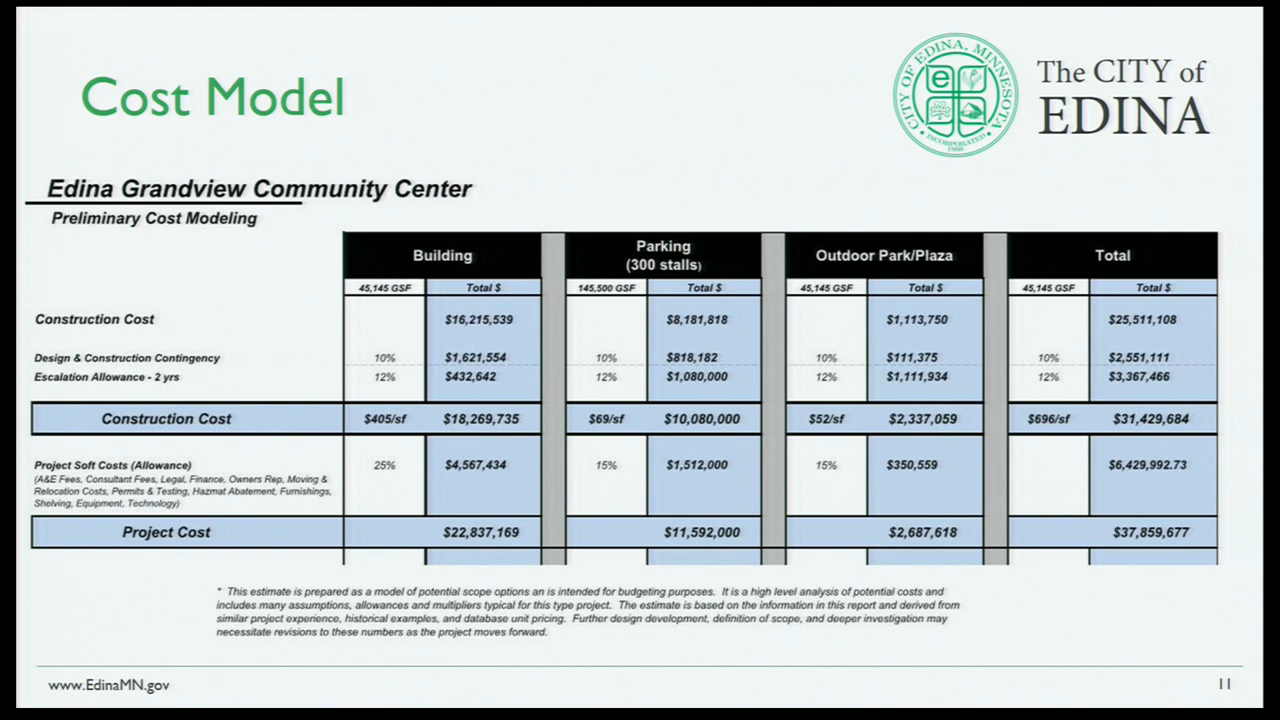 Cost Model
CITY OF EDINA, MINNESOTA
e
• INCORPORATED •
1888
The CITY of
EDINA
Edina Grandview Community Center
Preliminary Cost Modeling
Building
Parking
(300 stalls)
Outdoor Park/Plaza
Total
45,145 GSF Total $ 145,500 GSF Total $ 45,145 GSF Total $ 45,145 GSF Total $
Construction Cost $16,215,539 $8,181,818 $1,113,750 $25,511,108
Design & Construction Contingency 10% $1,621,554 10% $818,182 10% $111,375 10% $2,551,111
Escalation Allowance - 2 yrs 12% $432,642 12% $1,080,000 12% $1,111,934 12% $3,367,466
Construction Cost $405/sf $18,269,735 $69/sf $10,080,000 $52/sf $2,337,059 $696/sf $31,429,684
Project Soft Costs (Allowance) 25% $4,567,434 15% $1,512,000 15% $350,559 $6,429,992.73
(A&E Fees, Consultant Fees, Legal, Finance, Owners Rep, Moving &
Relocation Costs, Permits & Testing, Hazmat Abatement, Furnishings,
Shelving, Equipment, Technology)
Project Cost $22,837,169 $11,592,000 $2,687,618 $37,859,677
* This estimate is prepared as a model of potential scope options an is intended for budgeting purposes. It is a high level analysis of potential costs and
includes many assumptions, allowances and multipliers typical for this type project. The estimate is based on the information in this report and derived from
similar project experience, historical examples, and database unit pricing. Further design development, definition of scope, and deeper investigation may
necessitate revisions to these numbers as the project moves forward.
www.EdinaMN.gov 11